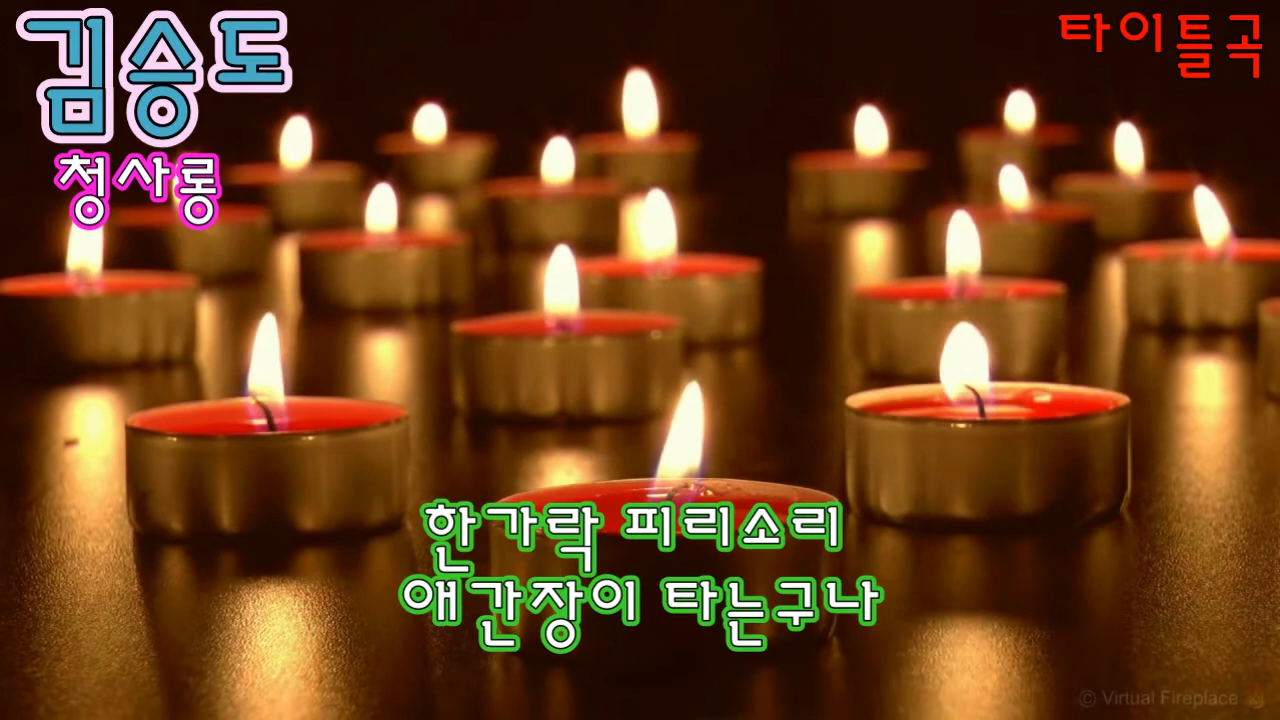 김승도
타이틀곡
청사롱
한가락 피리소리
애간장이 타는구나
© Virtual Fireplace